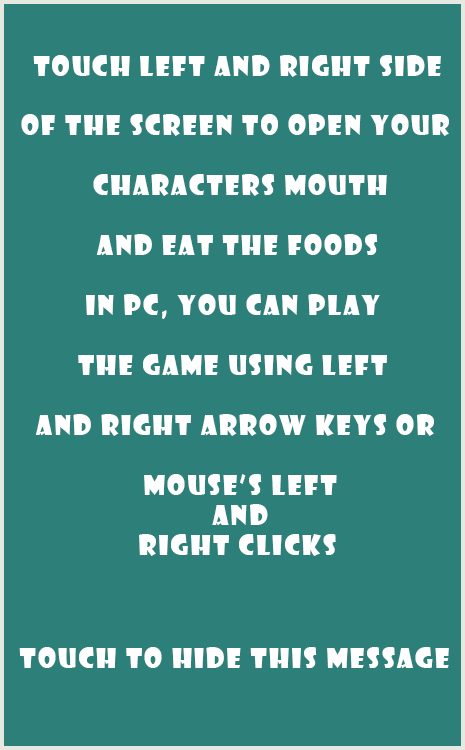 TOUCH LEFT AND RIGHT SIDE
OF THE SCREEN TO OPEN YOUR
CHARACTERS MOUTH
AND EAT THE FOODS
IN PC, YOU CAN PLAY
THE GAME USING LEFT
AND RIGHT ARROW KEYS OR
MOUSE'S LEFT
AND
RIGHT CLICKS
TOUCH TO HIDE THIS MESSAGE